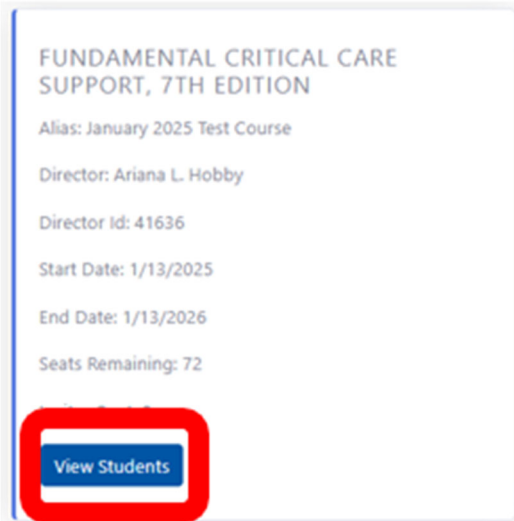 FUNDAMENTAL CRITICAL CARE
SUPPORT, 7TH EDITION
Alias: January 2025 Test Course
Director: Ariana L. Hobby
Director Id: 41636
Start Date: 1/13/2025
End Date: 1/13/2026
Seats Remaining: 72
View Students